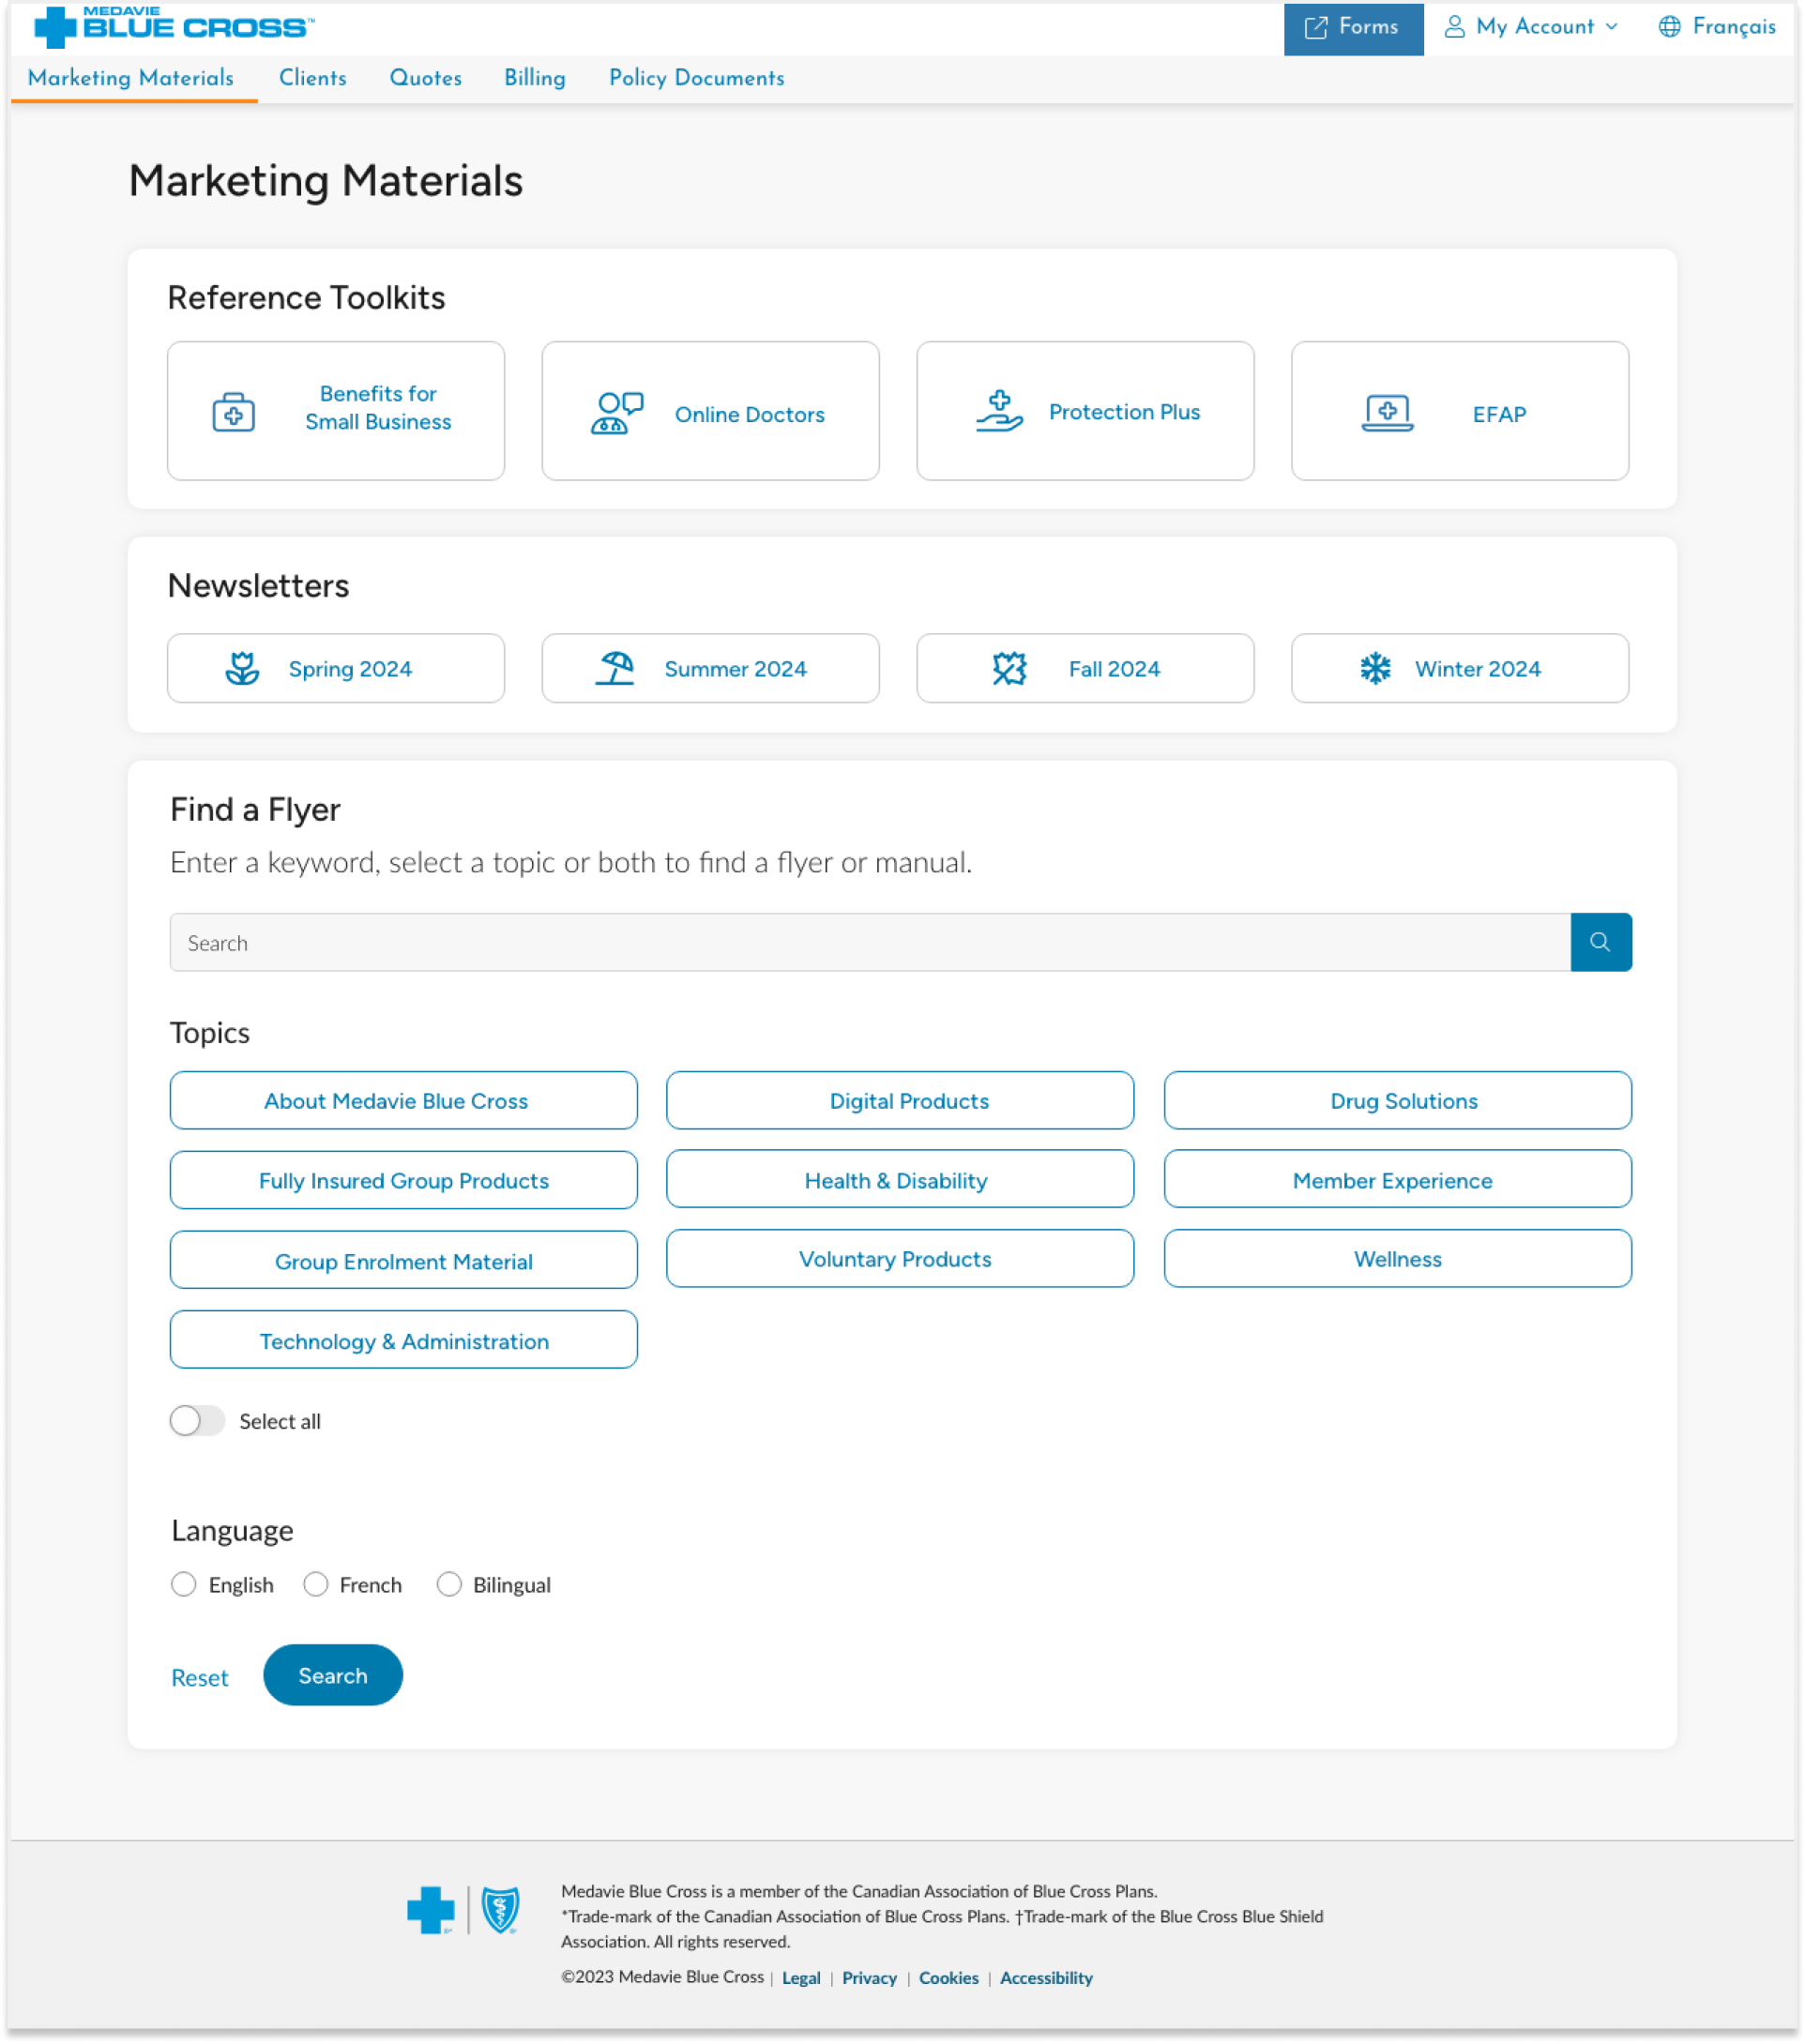 MEDAVIE
BLUE CROSS™
Forms
My Account
Français
Marketing Materials
Clients
Quotes
Billing
Policy Documents
Marketing Materials
Reference Toolkits
Benefits for
Small Business
Online Doctors
Protection Plus
EFAP
Newsletters
Spring 2024
Summer 2024
Fall 2024
Winter 2024
Find a Flyer
Enter a keyword, select a topic or both to find a flyer or manual.
Search
Topics
About Medavie Blue Cross
Digital Products
Drug Solutions
Fully Insured Group Products
Health & Disability
Member Experience
Group Enrolment Material
Voluntary Products
Wellness
Technology & Administration
Select all
Language
English
French
Bilingual
Reset
Search
Medavie Blue Cross is a member of the Canadian Association of Blue Cross Plans.
*Trade-mark of the Canadian Association of Blue Cross Plans. †Trade-mark of the Blue Cross Blue Shield
Association. All rights reserved.
©2023 Medavie Blue Cross | Legal | Privacy | Cookies | Accessibility